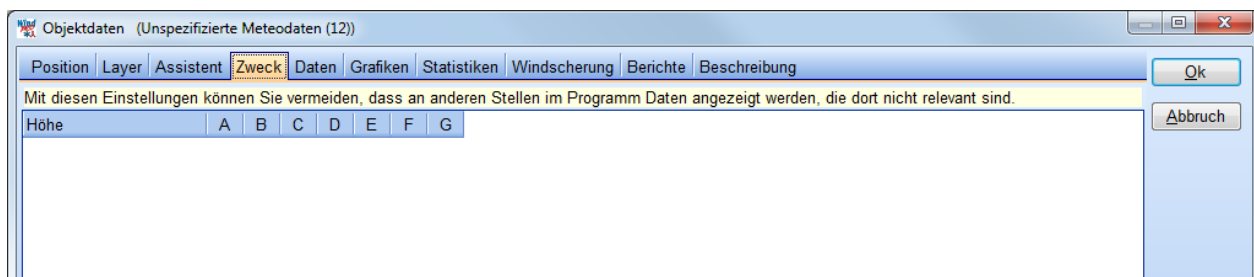 Objektdaten (Unspezifizierte Meteodaten (12))
Position Layer Assistent Zweck Daten Grafiken Statistiken Windscherung Berichte Beschreibung
Ok
Mit diesen Einstellungen können Sie vermeiden, dass an anderen Stellen im Programm Daten angezeigt werden, die dort nicht relevant sind.
Abbruch
Höhe A B C D E F G